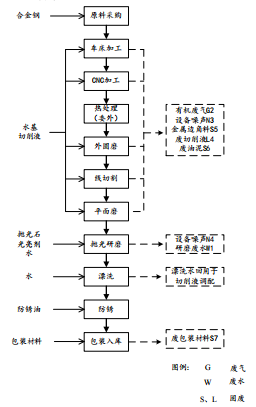 合金钢
原料采购
车床加工
CNC加工
热处理
(委外)
水基
切削液
外圆磨
线切割
平面磨
有机废气G2
设备噪声N3
金属边角料S5
废切削液L4
废油泥S6
抛光石
光亮剂
水
抛光研磨
设备噪声N4
研磨废水W1
水
漂洗
漂洗水回用于
切削液调配
防锈油
防锈
包装材料
包装入库
废包装材料S7
图例: G 废气
W 废水
S、L 固废